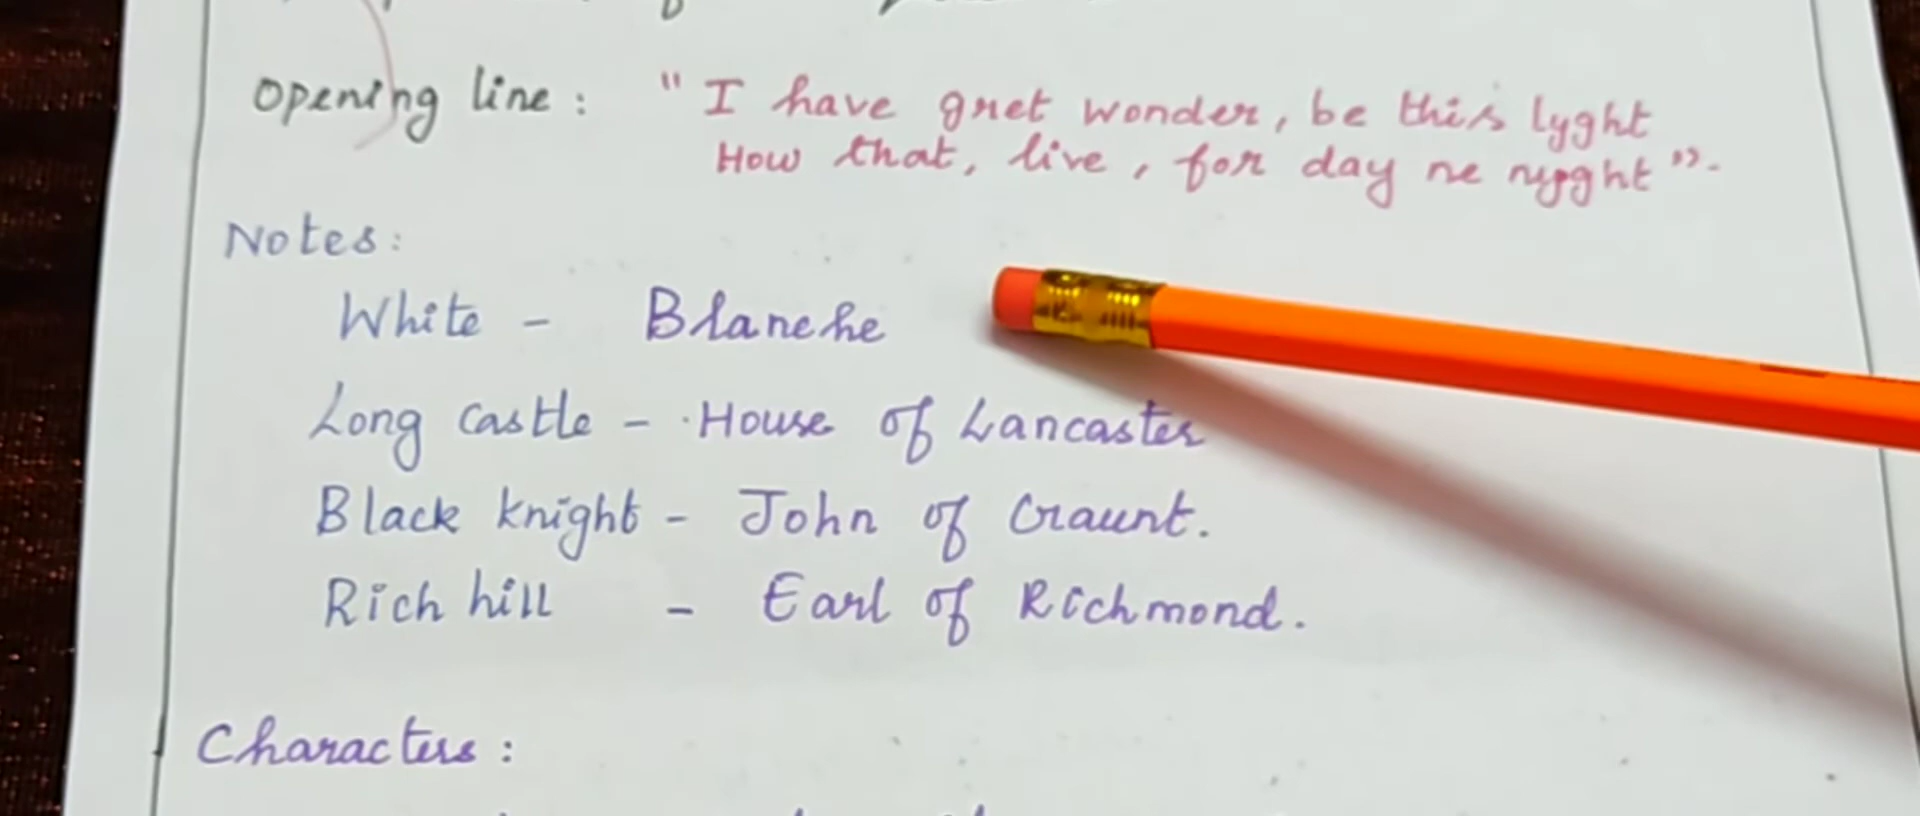 Opening line : "I have gret wonder, be this lyght
How that, live, for day ne nyght".
Notes:
White - Blanche
Long castle - House of Lancaster
Black knight - John of Graunt.
Rich hill - Earl of Richmond.
Characters :